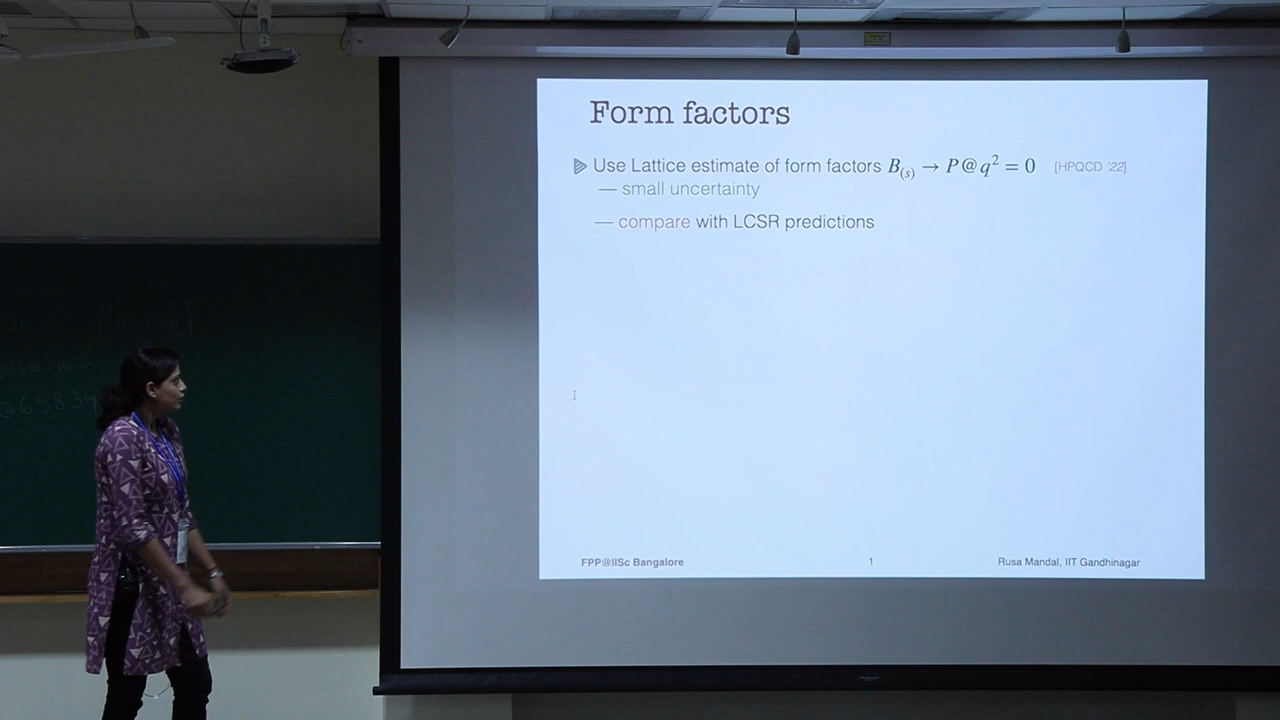 Form factors
Use Lattice estimate of form factors B₍ₛ₎ → P@q² = 0 [HPQCD '22]
— small uncertainty
— compare with LCSR predictions
FPP@IISc Bangalore 1 Rusa Mandal, IIT Gandhinagar
@65834